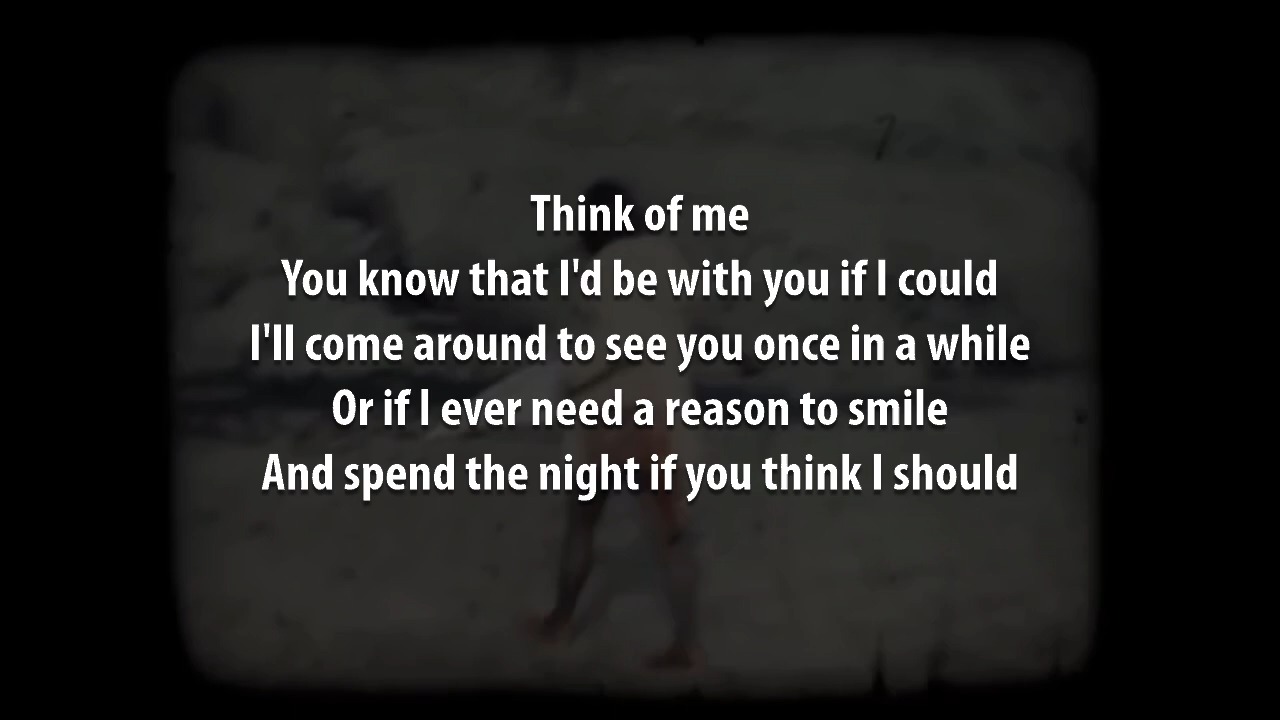 Think of me
You know that I'd be with you if I could
I'll come around to see you once in a while
Or if I ever need a reason to smile
And spend the night if you think I should